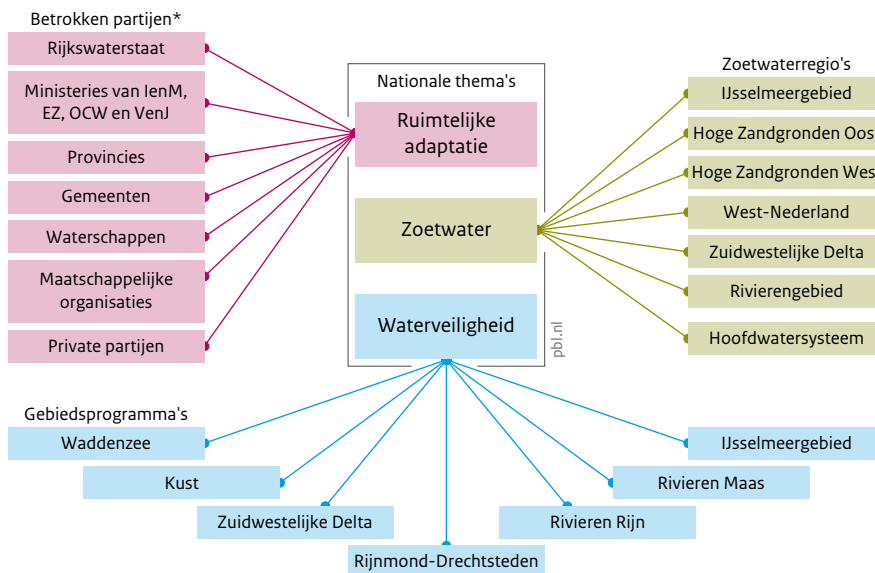 Betrokken partijen*
Rijkswaterstaat
Ministeries van IenM,
EZ, OCW en VenJ
Provincies
Gemeenten
Waterschappen
Maatschappelijke
organisaties
Private partijen
Nationale thema's
Ruimtelijke
adaptatie
Zoetwater
Waterveiligheid
pbl.nl
Zoetwaterregio's
IJsselmeergebied
Hoge Zandgronden Oost
Hoge Zandgronden West
West-Nederland
Zuidwestelijke Delta
Rivierengebied
Hoofdwatersysteem
Gebiedsprogramma's
Waddenzee
Kust
Zuidwestelijke Delta
Rijnmond-Drechtsteden
Rivieren Rijn
Rivieren Maas
IJsselmeergebied